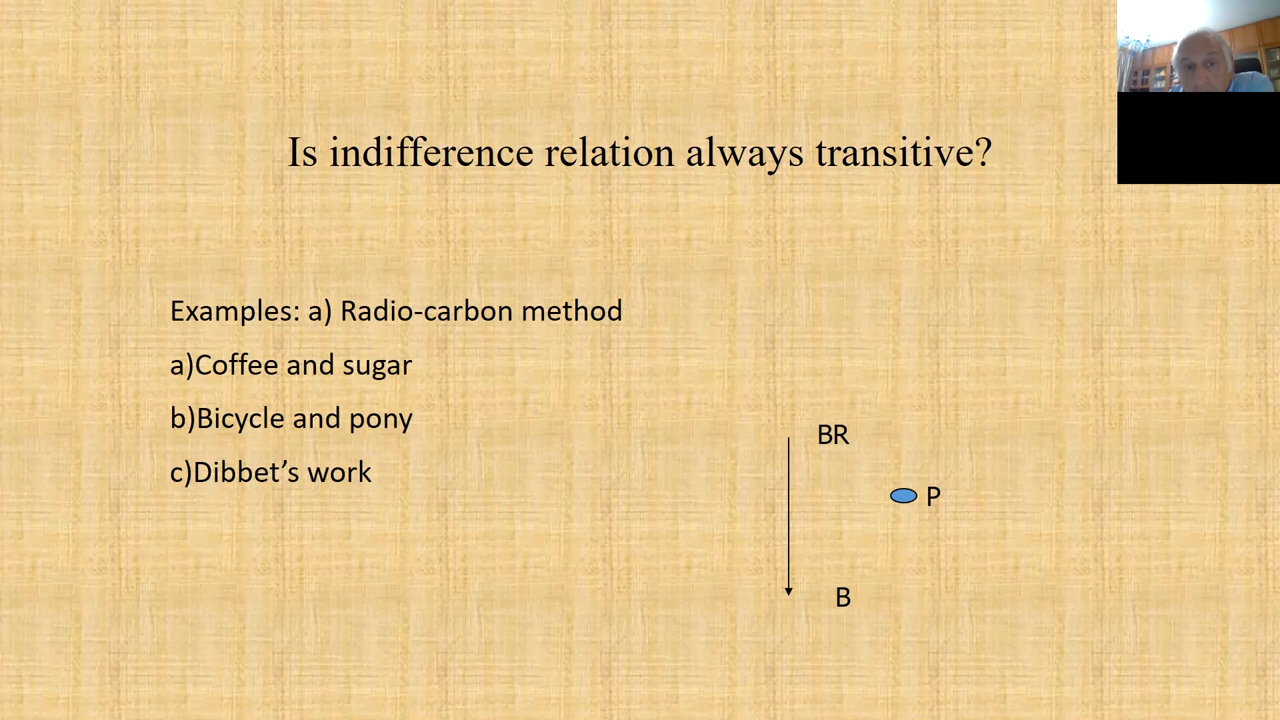 Is indifference relation always transitive?
Examples: a) Radio-carbon method
a)Coffee and sugar
b)Bicycle and pony
c)Dibbet’s work
BR
P
B